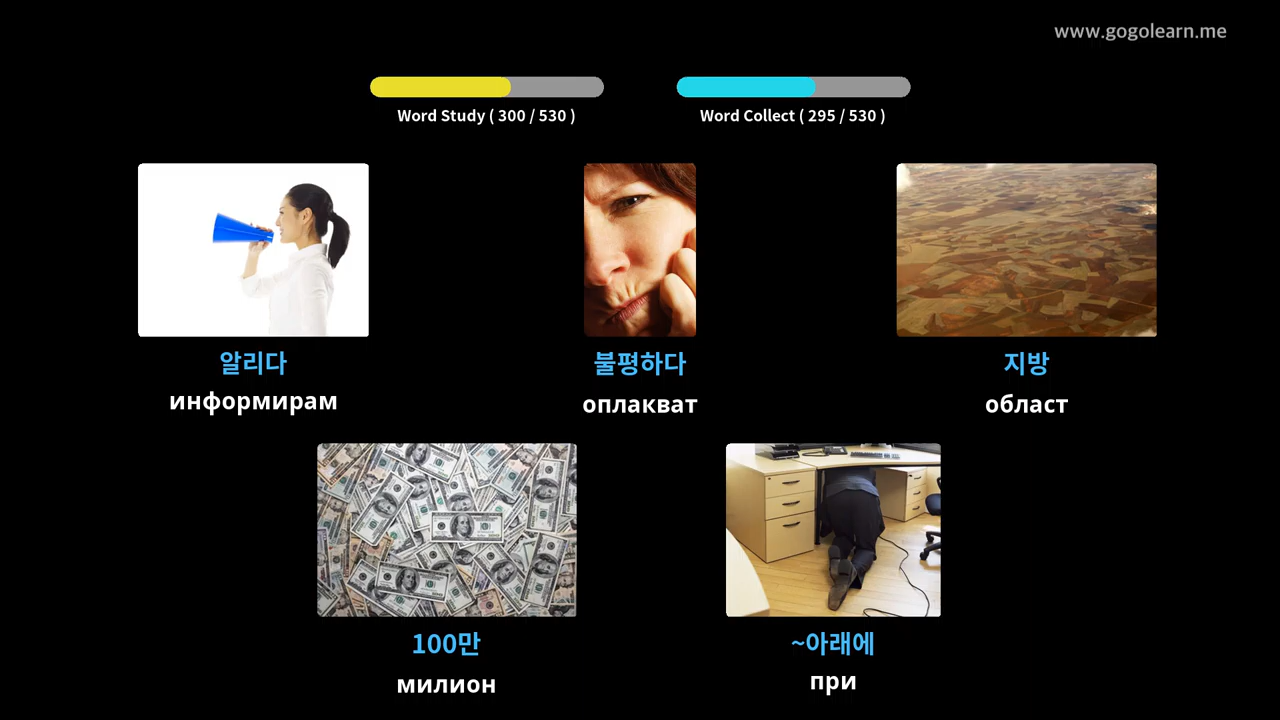 www.gogolearn.me
Word Study ( 300 / 530 )
Word Collect ( 295 / 530 )
알리다
информирам
불평하다
оплакват
지방
област
100만
милион
~아래에
при